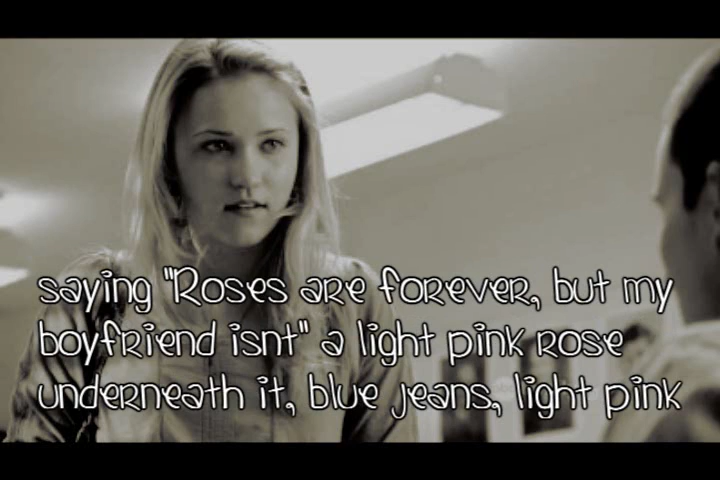 saying "Roses are forever, but my
boyfriend isnt" a light pink rose
underneath it, blue jeans, light pink